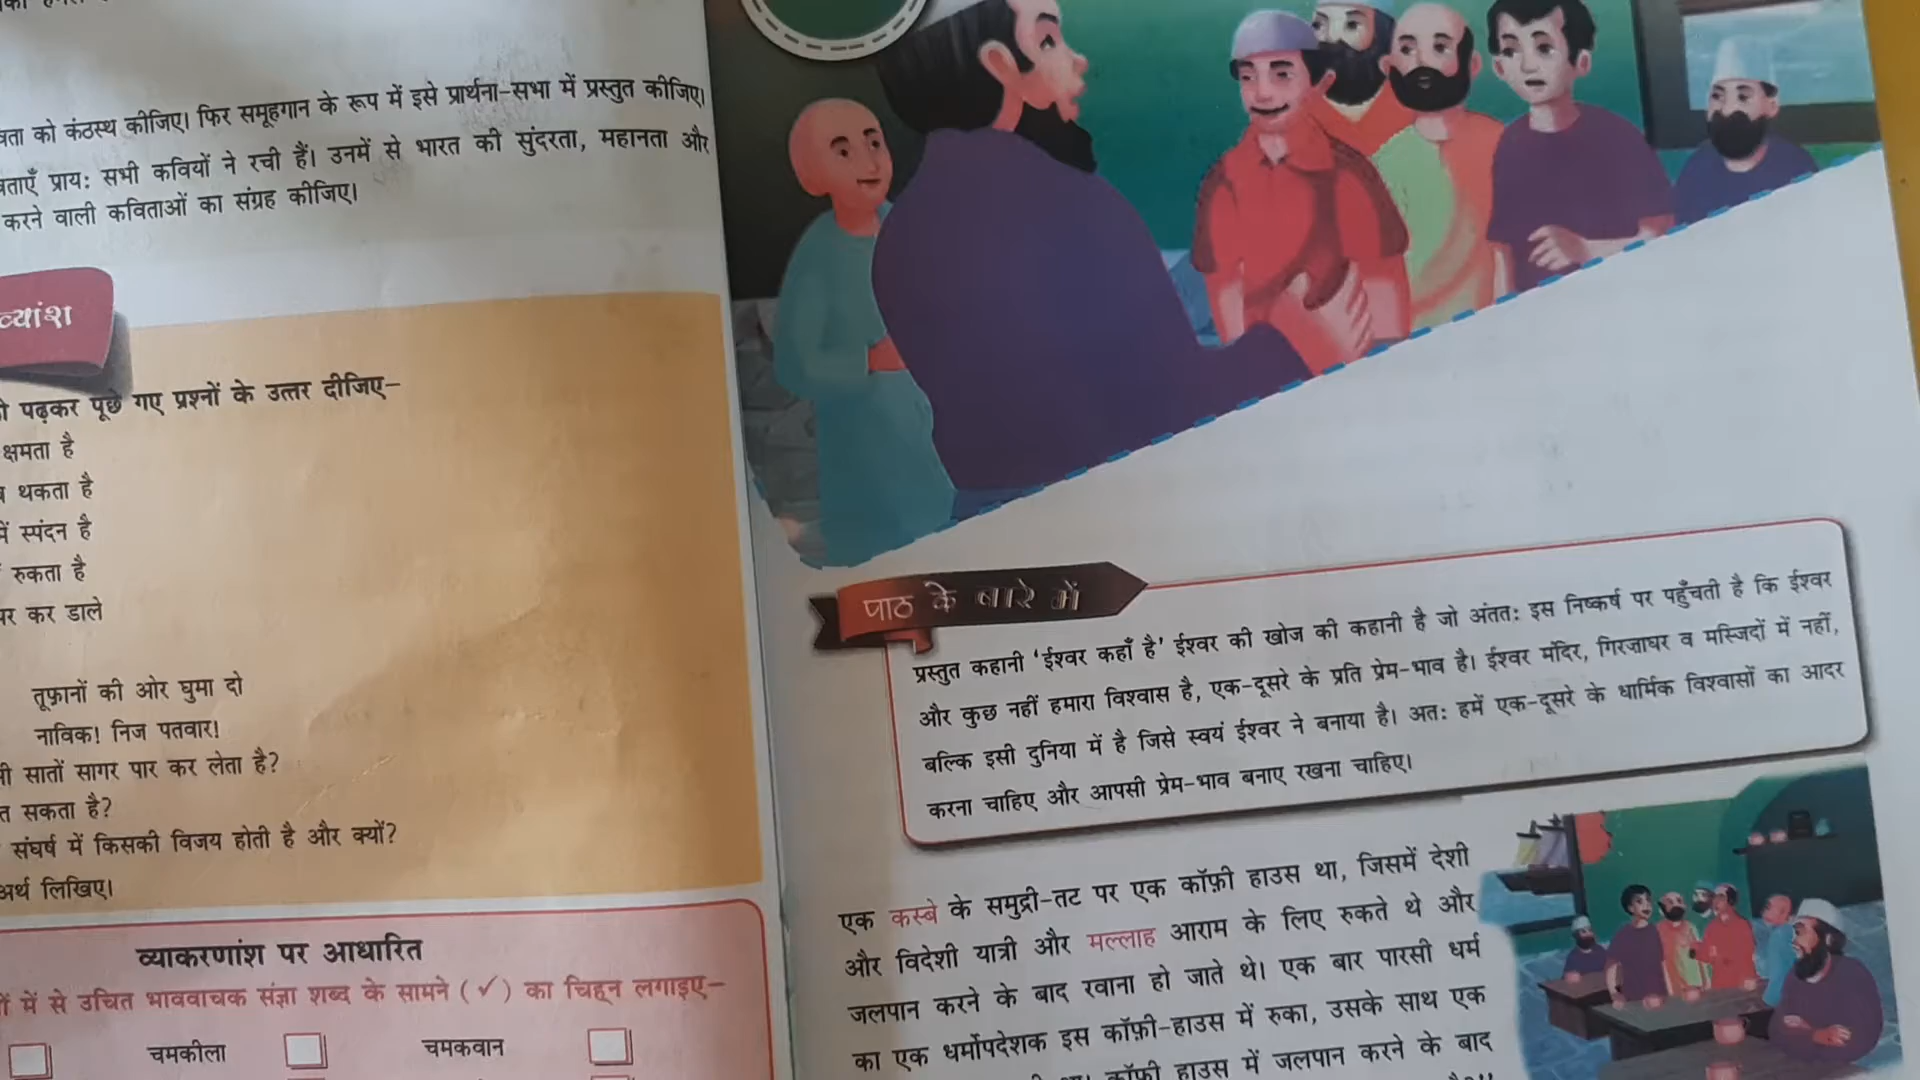 को कंठस्थ कीजिए। फिर समूहगान के रूप में इसे प्रार्थना-सभा में प्रस्तुत कीजिए।
प्राय: सभी कवियों ने रची हैं। उनमें से भारत की सुंदरता, महानता और
करने वाली कविताओं का संग्रह कीजिए।
पढ़कर पूछे गए प्रश्नों के उत्तर दीजिए–
क्षमता है
थकता है
स्पंदन है
रुकता है
कर डाले
तूफ़ानों की ओर घुमा दो
नाविक! निज पतवार!
सातों सागर पार कर लेता है?
सकता है?
संघर्ष में किसकी विजय होती है और क्यों?
अर्थ लिखिए।
व्याकरणांश पर आधारित
में से उचित भाववाचक संज्ञा शब्द के सामने (✓) का चिह्न लगाइए–
चमकीला
चमकवान
पाठ के बारे में
प्रस्तुत कहानी 'ईश्वर कहाँ है' ईश्वर की खोज की कहानी है जो अंतत: इस निष्कर्ष पर पहुँचती है कि ईश्वर
और कुछ नहीं हमारा विश्वास है, एक-दूसरे के प्रति प्रेम-भाव है। ईश्वर मंदिर, गिरजाघर व मस्जिदों में नहीं,
बल्कि इसी दुनिया में है जिसे स्वयं ईश्वर ने बनाया है। अत: हमें एक-दूसरे के धार्मिक विश्वासों का आदर
करना चाहिए और आपसी प्रेम-भाव बनाए रखना चाहिए।
एक कस्बे के समुद्री-तट पर एक कॉफ़ी हाउस था, जिसमें देशी
और विदेशी यात्री और मल्लाह आराम के लिए रुकते थे और
जलपान करने के बाद रवाना हो जाते थे। एक बार पारसी धर्म
का एक धर्मोपदेशक इस कॉफ़ी-हाउस में रुका, उसके साथ एक
कॉफ़ी हाउस में जलपान करने के बाद